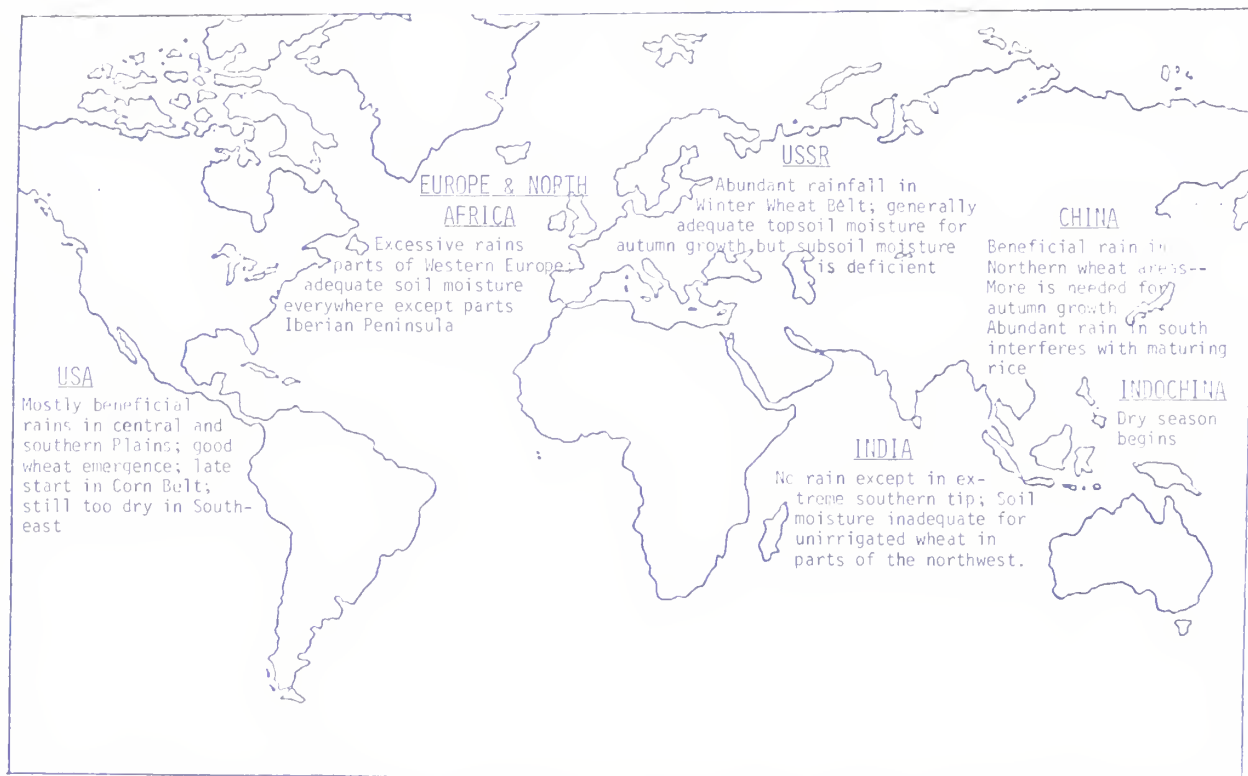 USSR
Abundant rainfall in
Winter Wheat Belt; generally
adequate topsoil moisture for
autumn growth, but subsoil moisture
is deficient
EUROPE & NORTH
AFRICA
Excessive rains
parts of Western Europe;
adequate soil moisture
everywhere except parts
Iberian Peninsula
CHINA
Beneficial rain in
Northern wheat areas--
More is needed for
autumn growth
Abundant rain in south
interferes with maturing
rice
USA
Mostly beneficial
rains in central and
southern Plains; good
wheat emergence; late
start in Corn Belt;
still too dry in South-
east
INDOCHINA
Dry season
begins
INDIA
No rain except in ex-
treme southern tip; Soil
moisture inadequate for
unirrigated wheat in
parts of the northwest.